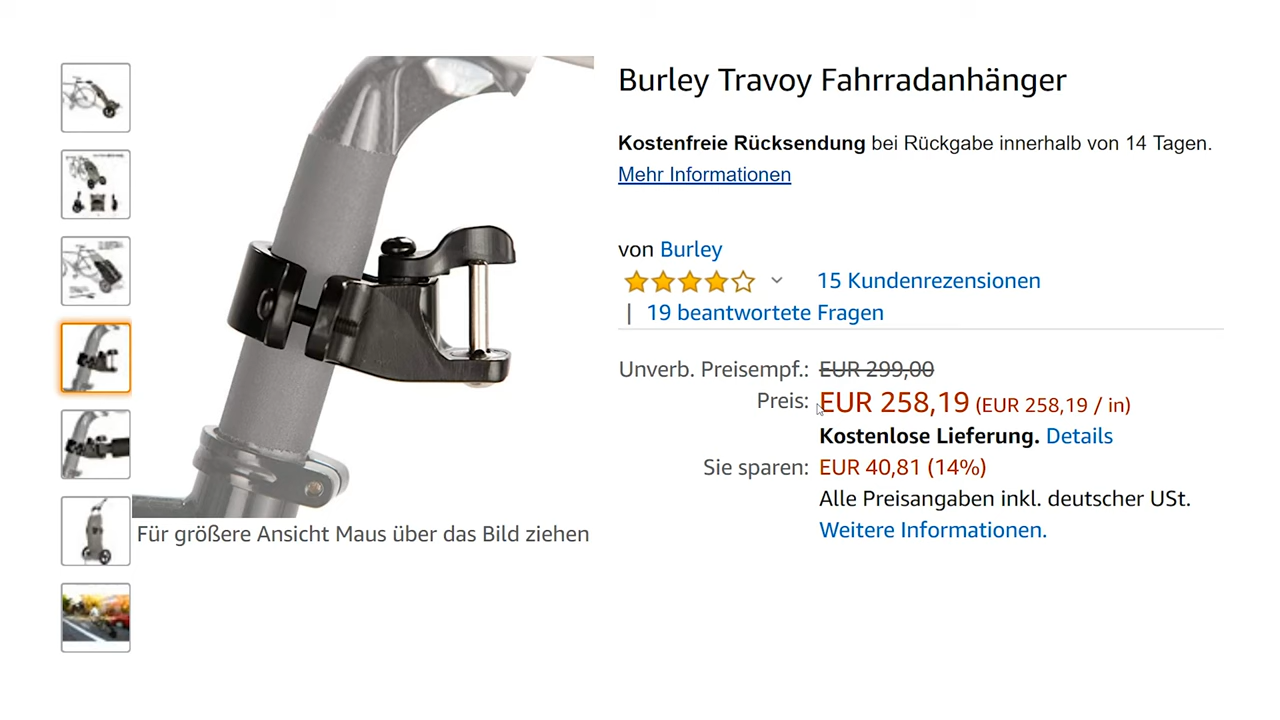 Burley Travoy Fahrradanhänger
Kostenfreie Rücksendung bei Rückgabe innerhalb von 14 Tagen.
Mehr Informationen
von Burley
15 Kundenrezensionen
| 19 beantwortete Fragen
Unverb. Preisempf.: EUR 299,00
Preis: EUR 258,19 (EUR 258,19 / in)
Kostenlose Lieferung. Details
Sie sparen: EUR 40,81 (14%)
Alle Preisangaben inkl. deutscher USt.
Weitere Informationen.
Für größere Ansicht Maus über das Bild ziehen